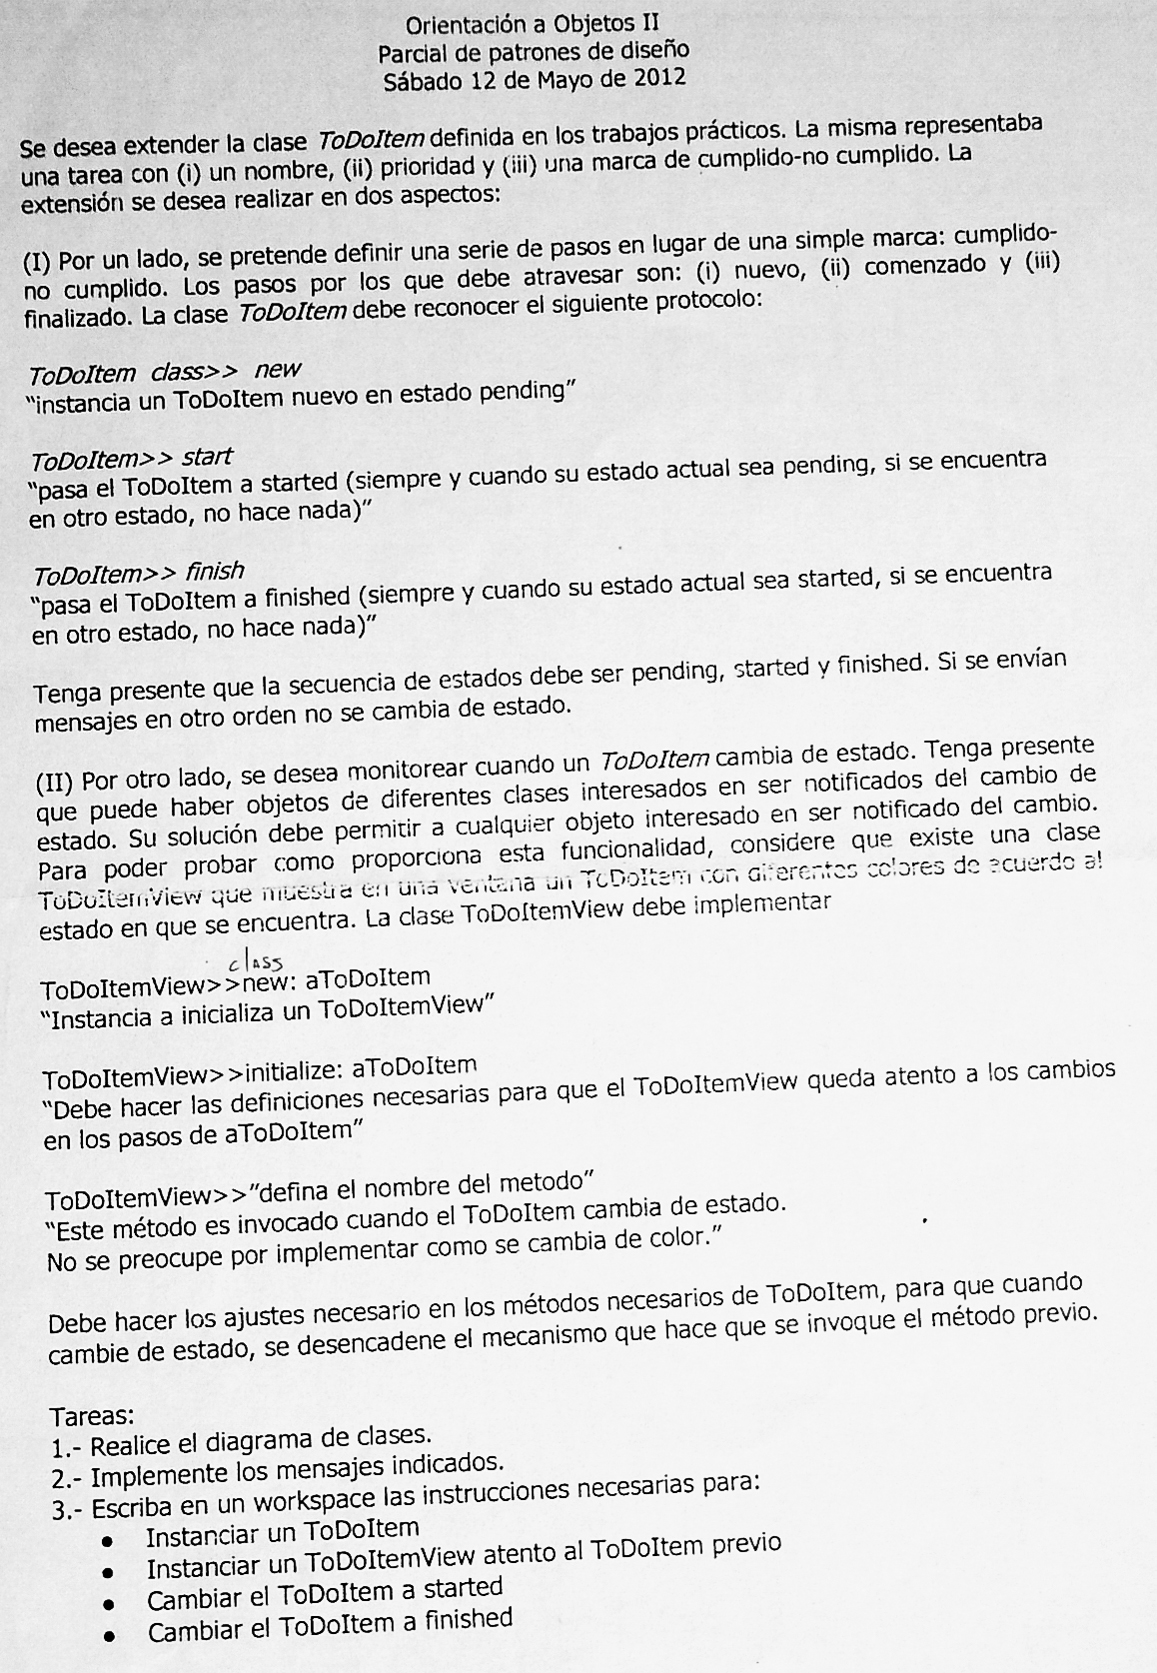 Orientación a Objetos II
Parcial de patrones de diseño
Sábado 12 de Mayo de 2012
Se desea extender la clase ToDoItem definida en los trabajos prácticos. La misma representaba
una tarea con (i) un nombre, (ii) prioridad y (iii) una marca de cumplido-no cumplido. La
extensión se desea realizar en dos aspectos:
(I) Por un lado, se pretende definir una serie de pasos en lugar de una simple marca: cumplido-
no cumplido. Los pasos por los que debe atravesar son: (i) nuevo, (ii) comenzado y (iii)
finalizado. La clase ToDoItem debe reconocer el siguiente protocolo:
ToDoItem class>> new
"instancia un ToDoItem nuevo en estado pending"
ToDoItem>> start
"pasa el ToDoItem a started (siempre y cuando su estado actual sea pending, si se encuentra
en otro estado, no hace nada)"
ToDoItem>> finish
"pasa el ToDoItem a finished (siempre y cuando su estado actual sea started, si se encuentra
en otro estado, no hace nada)"
Tenga presente que la secuencia de estados debe ser pending, started y finished. Si se envían
mensajes en otro orden no se cambia de estado.
(II) Por otro lado, se desea monitorear cuando un ToDoItem cambia de estado. Tenga presente
que puede haber objetos de diferentes clases interesados en ser notificados del cambio de
estado. Su solución debe permitir a cualquier objeto interesado en ser notificado del cambio.
Para poder probar como proporciona esta funcionalidad, considere que existe una clase
ToDoItemView que muestra en una ventana un ToDoItem con diferentes colores de acuerdo al
estado en que se encuentra. La clase ToDoItemView debe implementar
class
ToDoItemView>>new: aToDoItem
"Instancia a inicializa un ToDoItemView"
ToDoItemView>>initialize: aToDoItem
"Debe hacer las definiciones necesarias para que el ToDoItemView queda atento a los cambios
en los pasos de aToDoItem"
ToDoItemView>>"defina el nombre del metodo"
"Este método es invocado cuando el ToDoItem cambia de estado.
No se preocupe por implementar como se cambia de color."
Debe hacer los ajustes necesario en los métodos necesarios de ToDoItem, para que cuando
cambie de estado, se desencadene el mecanismo que hace que se invoque el método previo.
Tareas:
1.- Realice el diagrama de clases.
2.- Implemente los mensajes indicados.
3.- Escriba en un workspace las instrucciones necesarias para:
• Instanciar un ToDoItem
• Instanciar un ToDoItemView atento al ToDoItem previo
• Cambiar el ToDoItem a started
• Cambiar el ToDoItem a finished